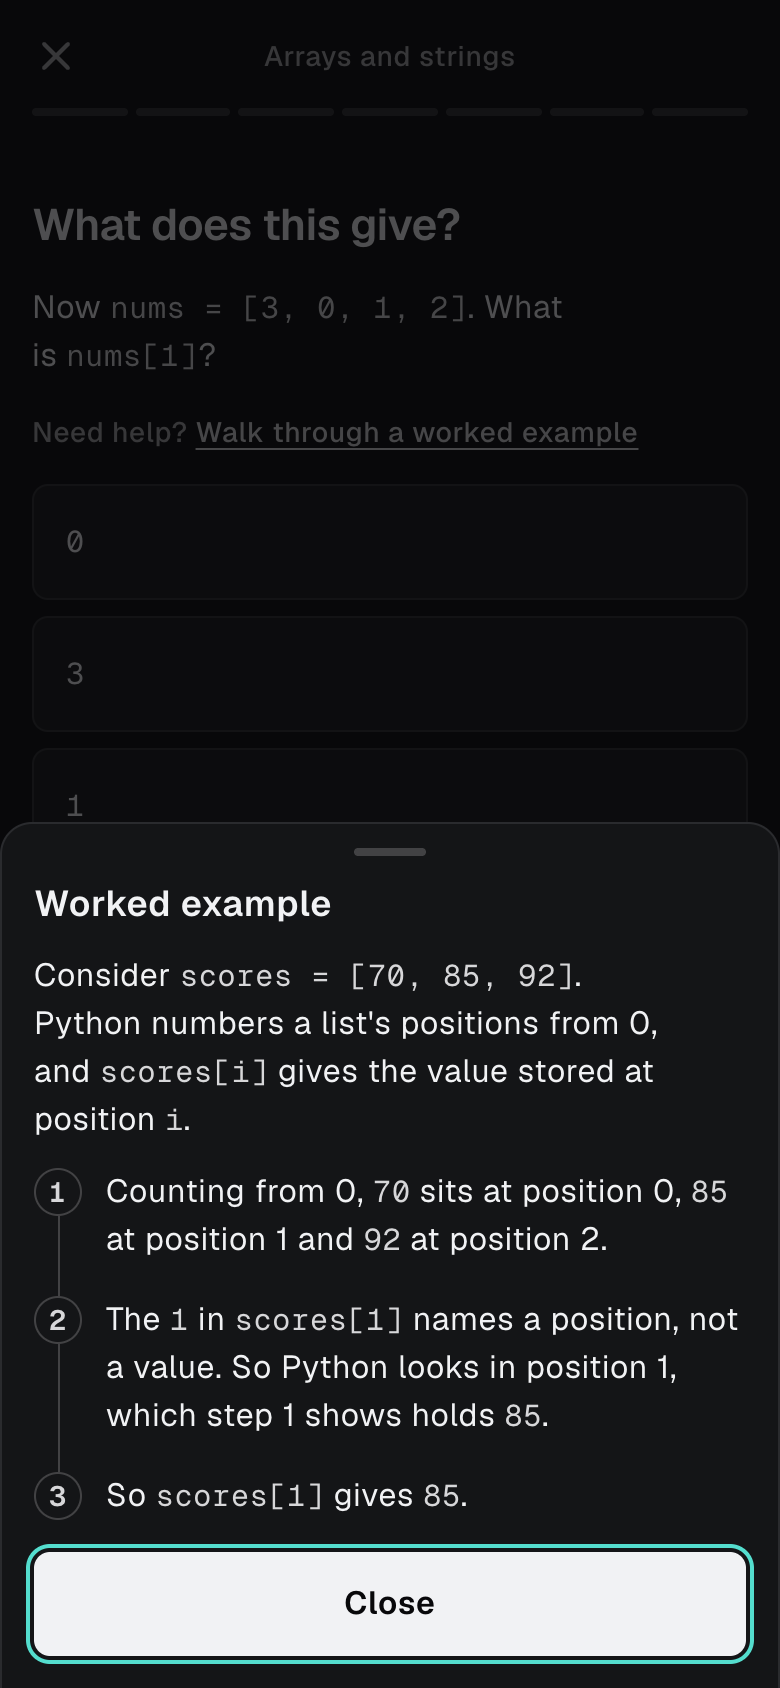 Arrays and strings
What does this give?
Now nums = [3, 0, 1, 2]. What
is nums[1]?
Need help? Walk through a worked example
0
3
1
Worked example
Consider scores = [70, 85, 92].
Python numbers a list's positions from 0,
and scores[i] gives the value stored at
position i.
1 Counting from 0, 70 sits at position 0, 85
at position 1 and 92 at position 2.
2 The 1 in scores[1] names a position, not
a value. So Python looks in position 1,
which step 1 shows holds 85.
3 So scores[1] gives 85.
Close